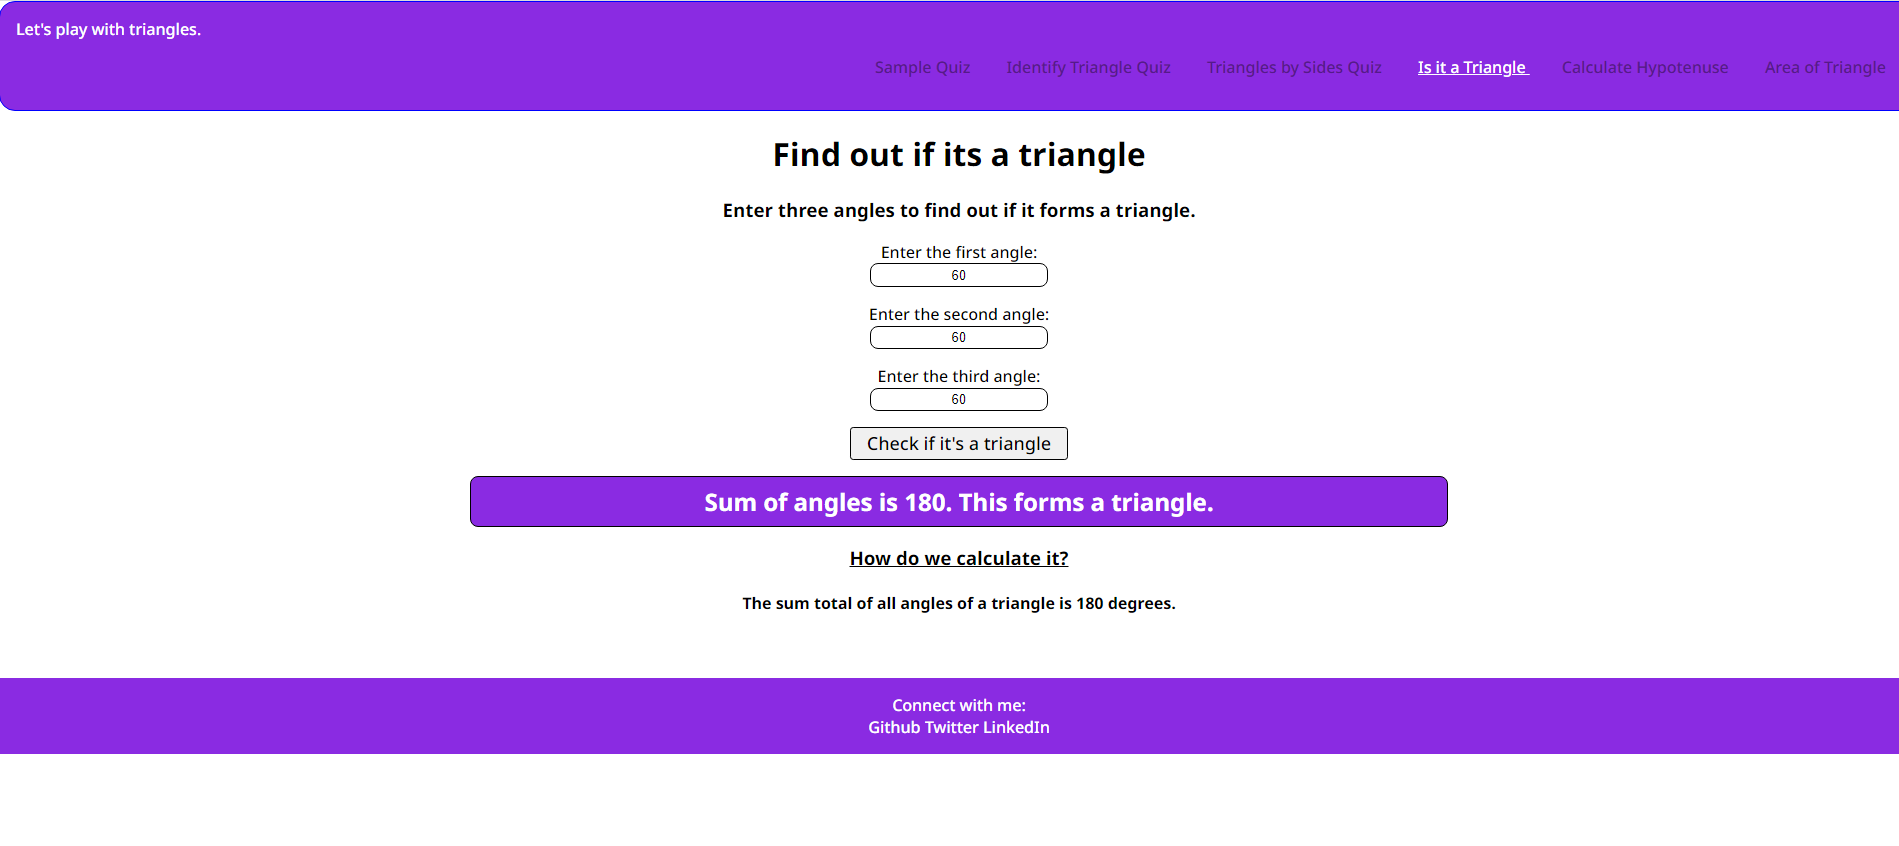 Let's play with triangles.
Sample Quiz Identify Triangle Quiz Triangles by Sides Quiz Is it a Triangle Calculate Hypotenuse Area of Triangle
Find out if its a triangle
Enter three angles to find out if it forms a triangle.
Enter the first angle:
60
Enter the second angle:
60
Enter the third angle:
60
Check if it's a triangle
Sum of angles is 180. This forms a triangle.
How do we calculate it?
The sum total of all angles of a triangle is 180 degrees.
Connect with me:
Github Twitter LinkedIn